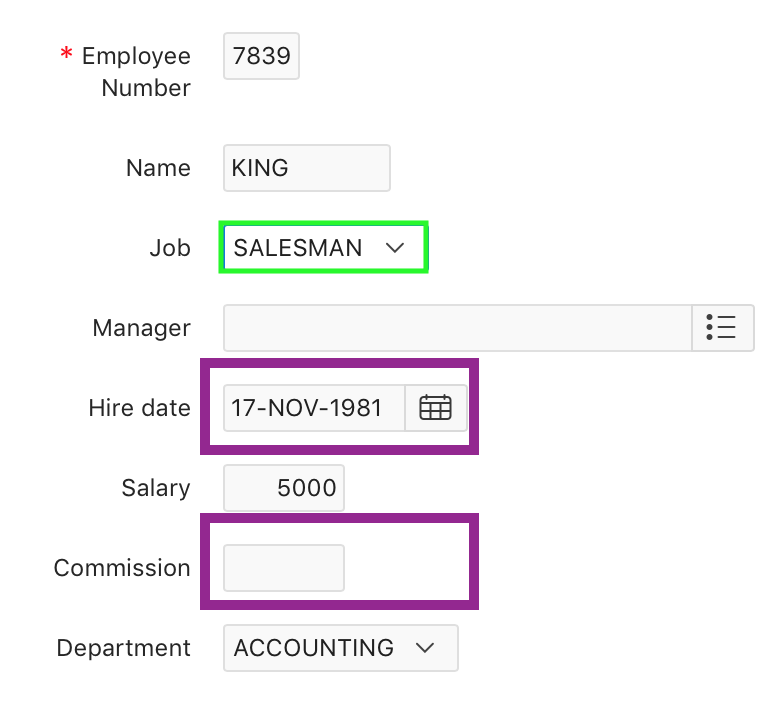 * Employee Number 7839
Name KING
Job SALESMAN
Manager
Hire date 17-NOV-1981
Salary 5000
Commission
Department ACCOUNTING